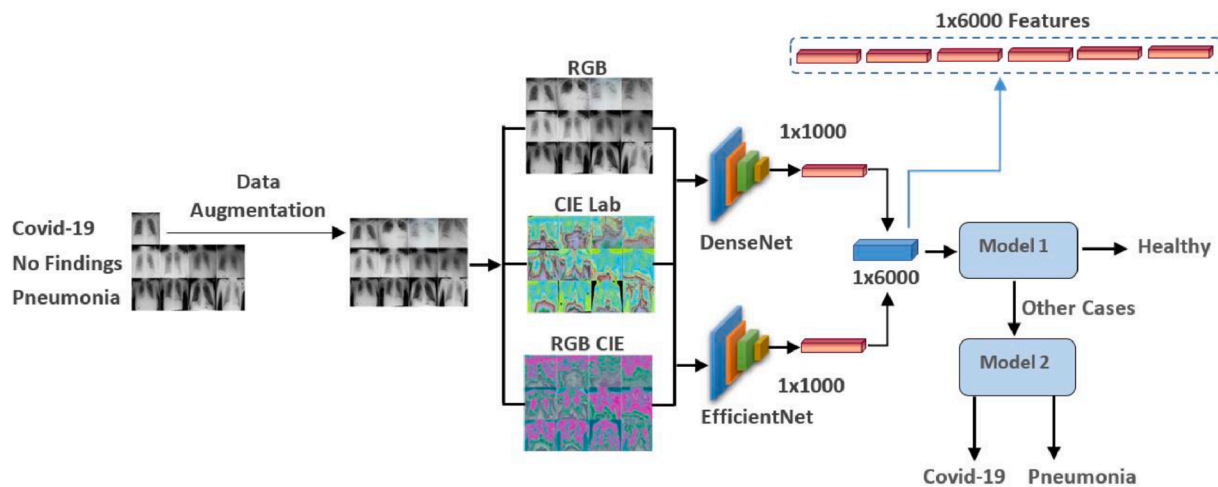 1x6000 Features
RGB
1x1000
Data
Augmentation
CIE Lab
Covid-19
No Findings
Pneumonia
DenseNet
1x6000
Model 1
Healthy
Other Cases
RGB CIE
1x1000
Model 2
EfficientNet
Covid-19
Pneumonia